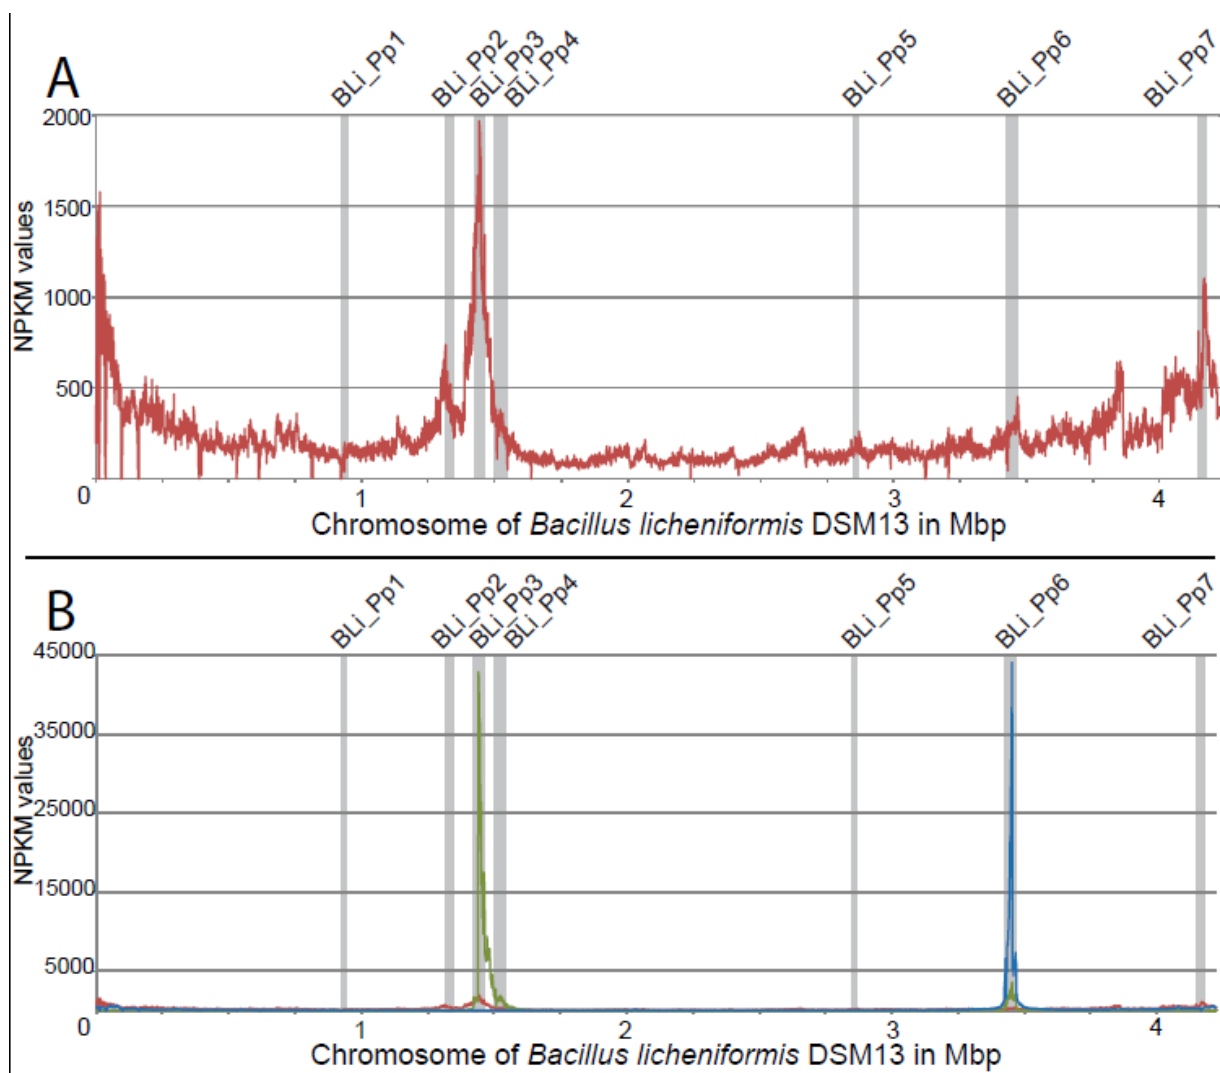 A
BLi_Pp1
BLi_Pp2
BLi_Pp3
BLi_Pp4
BLi_Pp5
BLi_Pp6
BLi_Pp7
NPKM values
2000
1500
1000
500
0
1
2
3
4
Chromosome of Bacillus licheniformis DSM13 in Mbp
B
BLi_Pp1
BLi_Pp2
BLi_Pp3
BLi_Pp4
BLi_Pp5
BLi_Pp6
BLi_Pp7
NPKM values
45000
35000
25000
15000
5000
0
1
2
3
4
Chromosome of Bacillus licheniformis DSM13 in Mbp